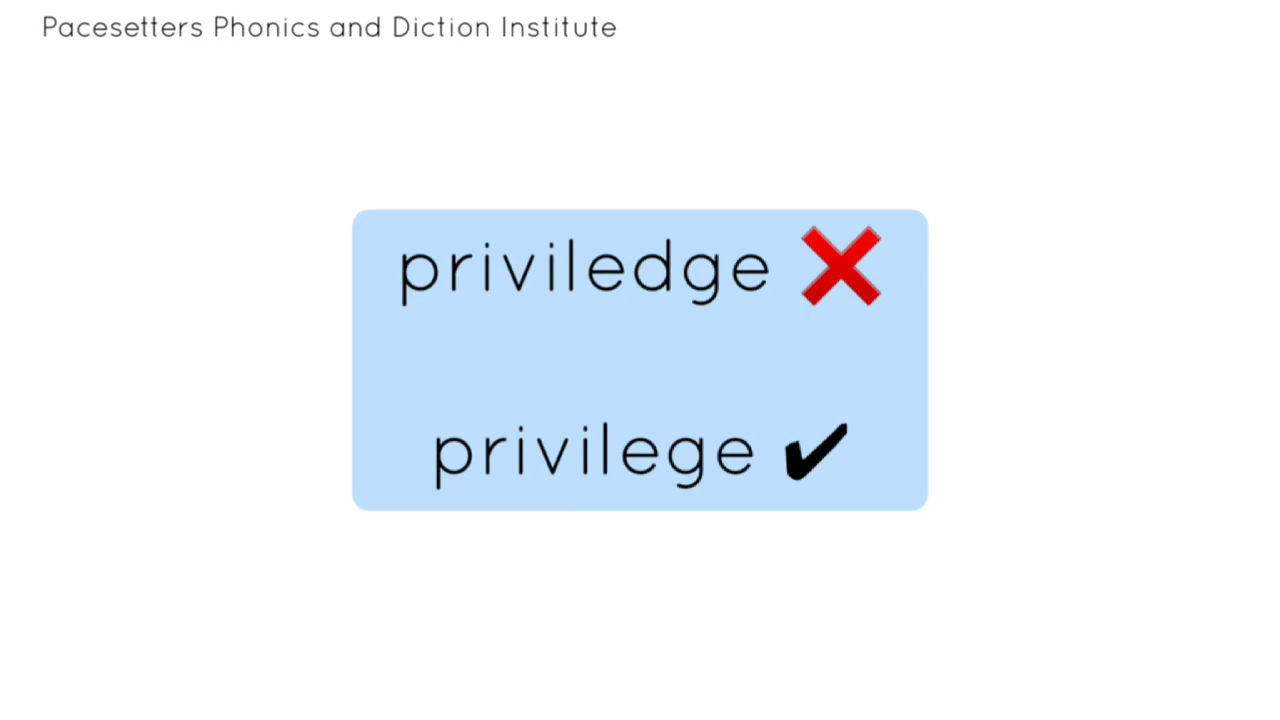 Pacesetters Phonics and Diction Institute
priviledge ❌
privilege ✔